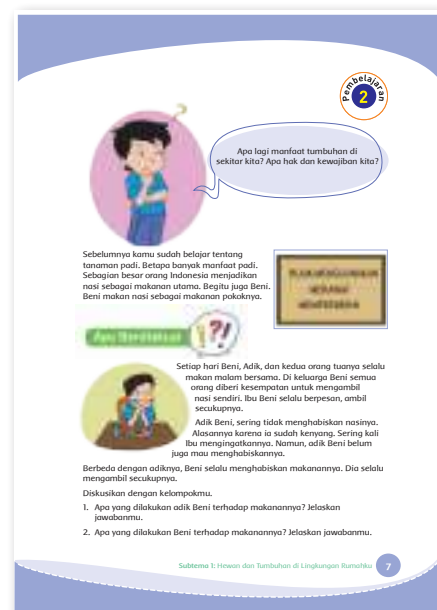 Pembelajaran
2
Apa lagi manfaat tumbuhan di
sekitar kita? Apa hak dan kewajiban kita?
Sebelumnya kamu sudah belajar tentang
tanaman padi. Betapa banyak manfaat padi.
Sebagian besar orang Indonesia menjadikan
nasi sebagai makanan utama. Begitu juga Beni.
Beni makan nasi sebagai makanan pokoknya.
Ayo Berdiskusi
?!
Setiap hari Beni, Adik, dan kedua orang tuanya selalu
makan malam bersama. Di keluarga Beni semua
orang diberi kesempatan untuk mengambil
nasi sendiri. Ibu Beni selalu berpesan, ambil
secukupnya.
Adik Beni, sering tidak menghabiskan nasinya.
Alasannya karena ia sudah kenyang. Sering kali
Ibu mengingatkannya. Namun, adik Beni belum
juga mau menghabiskannya.
Berbeda dengan adiknya, Beni selalu menghabiskan makanannya. Dia selalu
mengambil secukupnya.
Diskusikan dengan kelompokmu.
1. Apa yang dilakukan adik Beni terhadap makanannya? Jelaskan
jawabanmu.
2. Apa yang dilakukan Beni terhadap makanannya? Jelaskan jawabanmu.
Subtema 1: Hewan dan Tumbuhan di Lingkungan Rumahku
7